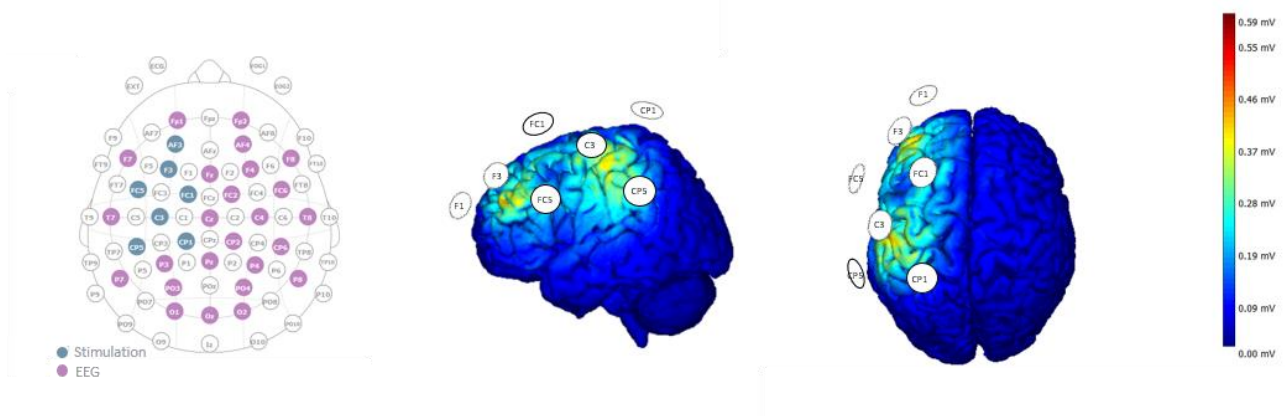 ECG EOG1
EXT EOG2
Fp1 Fpz Fp2
F9 AF7 AF3 AFz AF4 AF8 F10
F7 F5 F3 F1 Fz F2 F4 F6 F8
FT9 FT7 FC5 FC3 FC1 FCz FC2 FC4 FC6 FT8 FT10
T9 T7 C5 C3 C1 Cz C2 C4 C6 T8 T10
TP9 TP7 CP5 CP3 CP1 CPz CP2 CP4 CP6 TP8 TP10
P9 P7 P5 P3 P1 Pz P2 P4 P6 P8 P10
PO9 PO7 PO3 POz PO4 PO8 PO10
O9 O1 Oz O2 O10
Iz
Stimulation
EEG
CP1
FC1
C3
F3
FC5
CP5
F1
F1
F3
FC1
FC5
C3
CP5
CP1
0.59 mV
0.55 mV
0.46 mV
0.37 mV
0.28 mV
0.19 mV
0.09 mV
0.00 mV